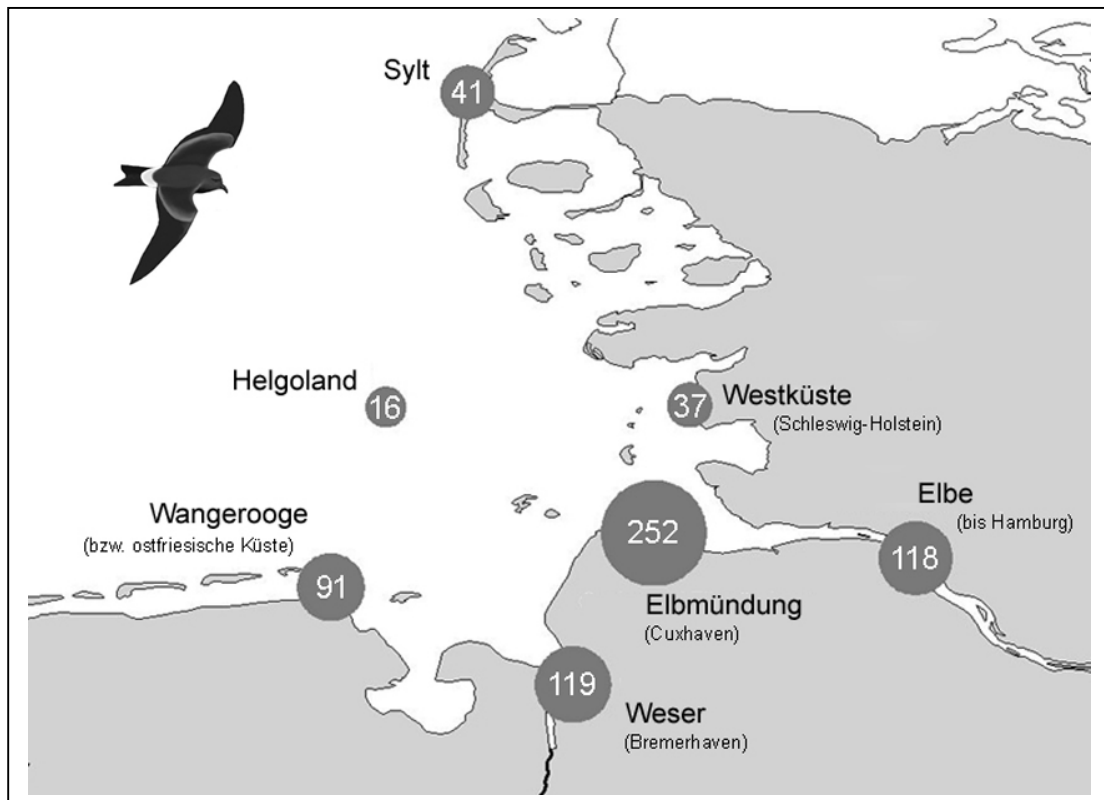 Sylt
41
Helgoland
16
37
Westküste
(Schleswig-Holstein)
Wangerooge
(bzw. ostfriesische Küste)
91
252
Elbmündung
(Cuxhaven)
Elbe
(bis Hamburg)
118
119
Weser
(Bremerhaven)